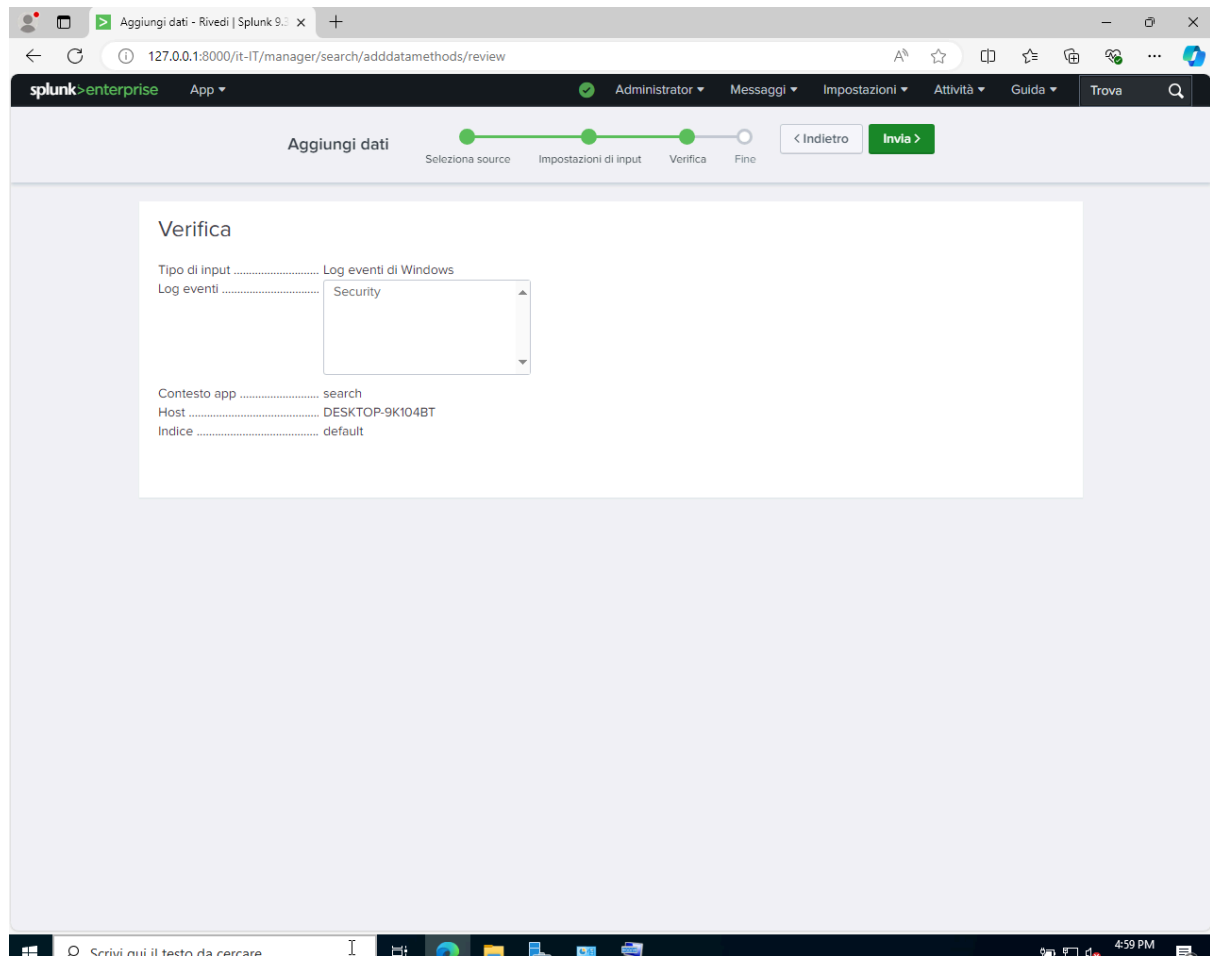 Aggiungi dati - Rivedi | Splunk 9.3
127.0.0.1:8000/it-IT/manager/search/adddatamethods/review
splunk>enterprise App Administrator Messaggi Impostazioni Attività Guida Trova
Aggiungi dati
Seleziona source Impostazioni di input Verifica Fine
< Indietro Invia >
Verifica
Tipo di input ............................ Log eventi di Windows
Log eventi ................................ Security
Contesto app .......................... search
Host ........................................... DESKTOP-9K104BT
Indice ........................................ default
Scrivi qui il testo da cercare
4:59 PM